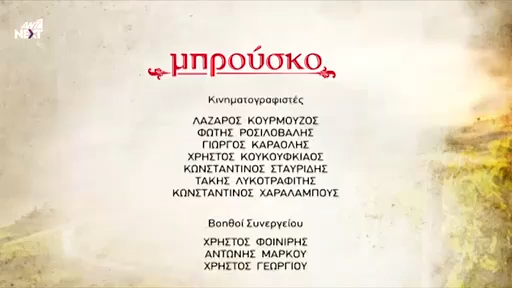 ΑΝΤ1
NEXT
μπρούσκο
Κινηματογραφιστές
ΛΑΖΑΡΟΣ ΚΟΥΡΜΟΥΖΟΣ
ΦΩΤΗΣ ΡΟΣΙΛΟΒΑΛΗΣ
ΓΙΩΡΓΟΣ ΚΑΡΑΟΛΗΣ
ΧΡΗΣΤΟΣ ΚΟΥΚΟΥΦΚΙΑΟΣ
ΚΩΝΣΤΑΝΤΙΝΟΣ ΣΤΑΥΡΙΔΗΣ
ΤΑΚΗΣ ΛΥΚΟΤΡΑΦΙΤΗΣ
ΚΩΝΣΤΑΝΤΙΝΟΣ ΧΑΡΑΛΑΜΠΟΥΣ
Βοηθοί Συνεργείου
ΧΡΗΣΤΟΣ ΦΟΙΝΙΡΗΣ
ΑΝΤΩΝΗΣ ΜΑΡΚΟΥ
ΧΡΗΣΤΟΣ ΓΕΩΡΓΙΟΥ